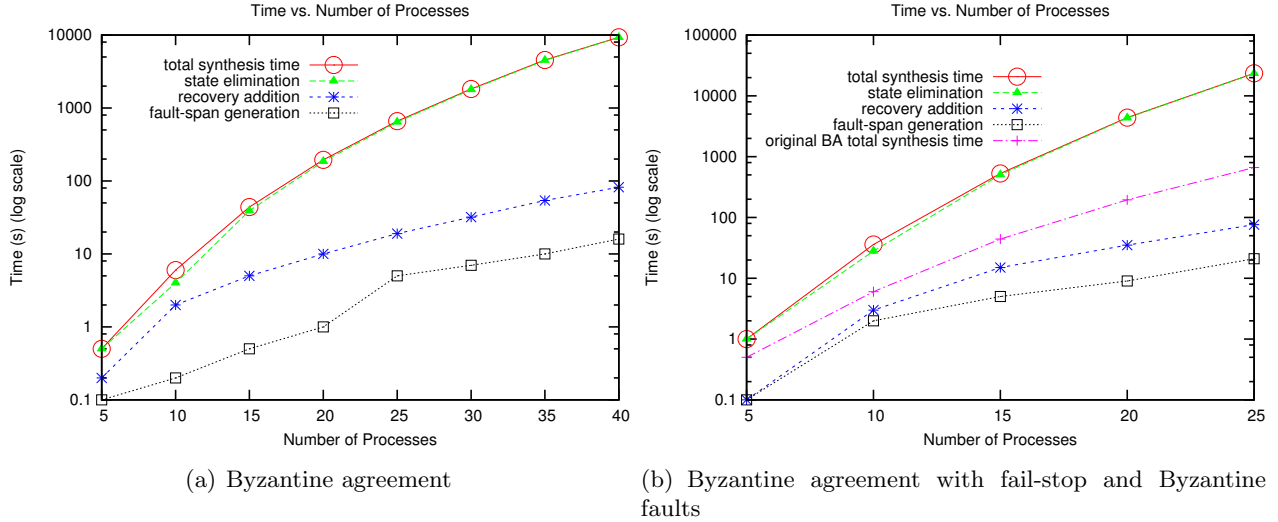 Time vs. Number of Processes
10000
1000
100
10
1
0.1
Time (s) (log scale)
total synthesis time
state elimination
recovery addition
fault-span generation
5 10 15 20 25 30 35 40
Number of Processes
(a) Byzantine agreement
Time vs. Number of Processes
100000
10000
1000
100
10
1
0.1
Time (s) (log scale)
total synthesis time
state elimination
recovery addition
fault-span generation
original BA total synthesis time
5 10 15 20 25
Number of Processes
(b) Byzantine agreement with fail-stop and Byzantine
faults